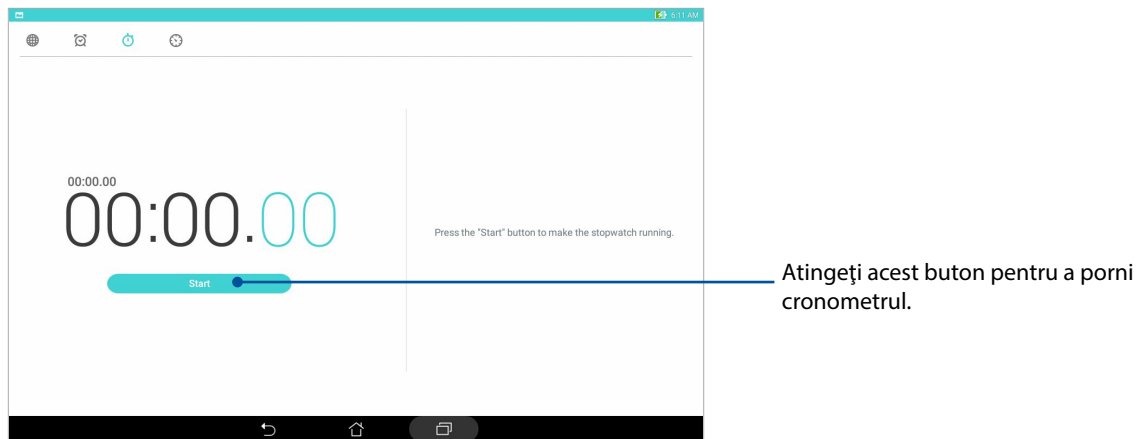 6:11 AM
00:00.00
00:00.00
Start
Press the "Start" button to make the stopwatch running.
Atingeţi acest buton pentru a porni
cronometrul.